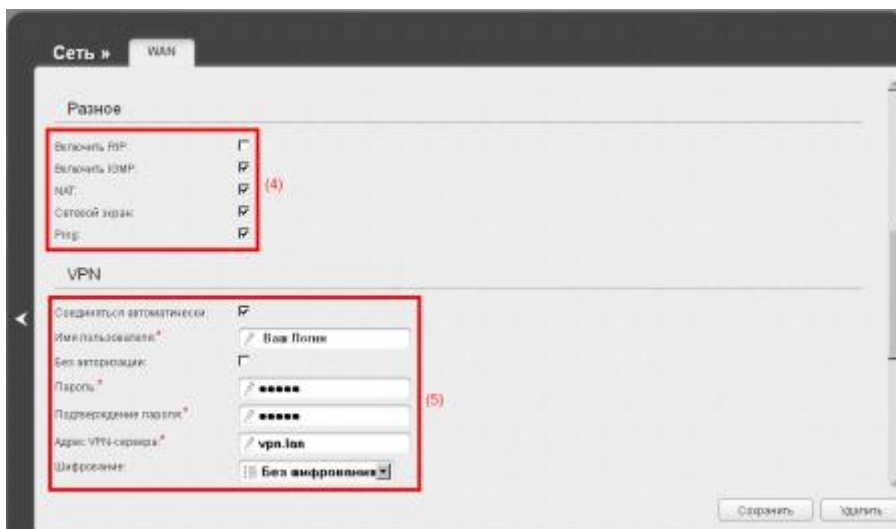 Сеть » WAN
Разное
Включить RIP:
Включить IGMP:
NAT:
Сетевой экран:
(4)
Ping:
VPN
Соединяться автоматически:
Имя пользователя:* Ваш Логин
Без авторизации:
Пароль:* •••••
(5)
Подтверждение пароля:* •••••
Адрес VPN-сервера:* vpn.lan
Шифрование: Без шифрования
Сохранить Удалить